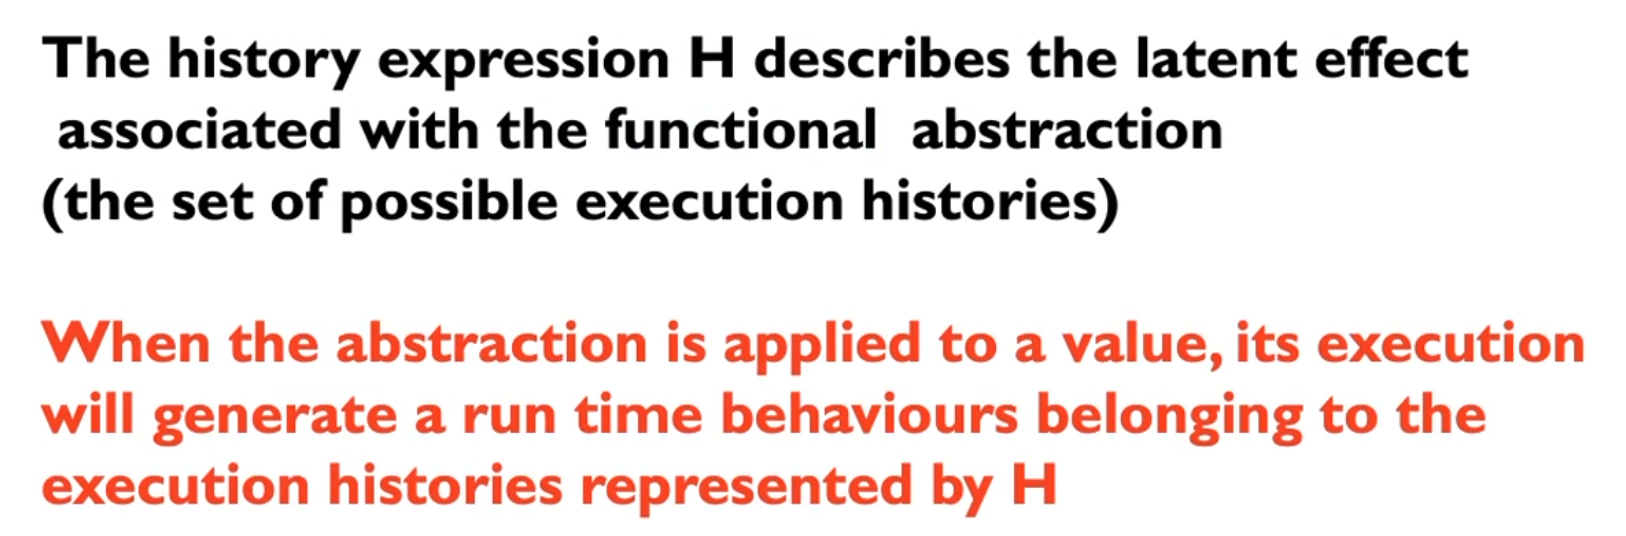 The history expression H describes the latent effect
associated with the functional abstraction
(the set of possible execution histories)
When the abstraction is applied to a value, its execution
will generate a run time behaviours belonging to the
execution histories represented by H